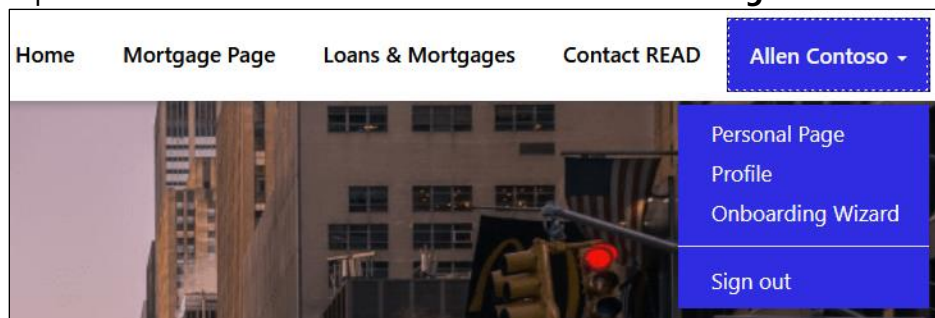 Home Mortgage Page Loans & Mortgages Contact READ Allen Contoso
Personal Page
Profile
Onboarding Wizard
Sign out